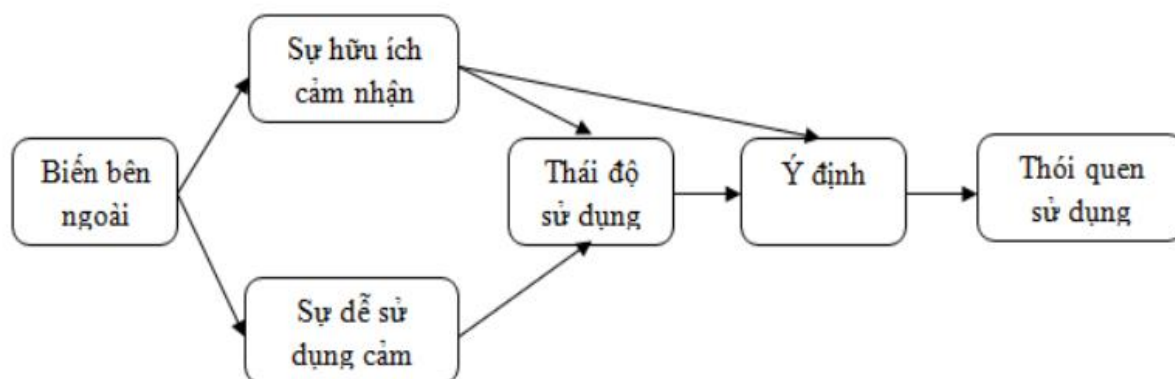 Sự hữu ích
cảm nhận
Biến bên
ngoài
Thái độ
sử dụng
Ý định
Thói quen
sử dụng
Sự dễ sử
dụng cảm